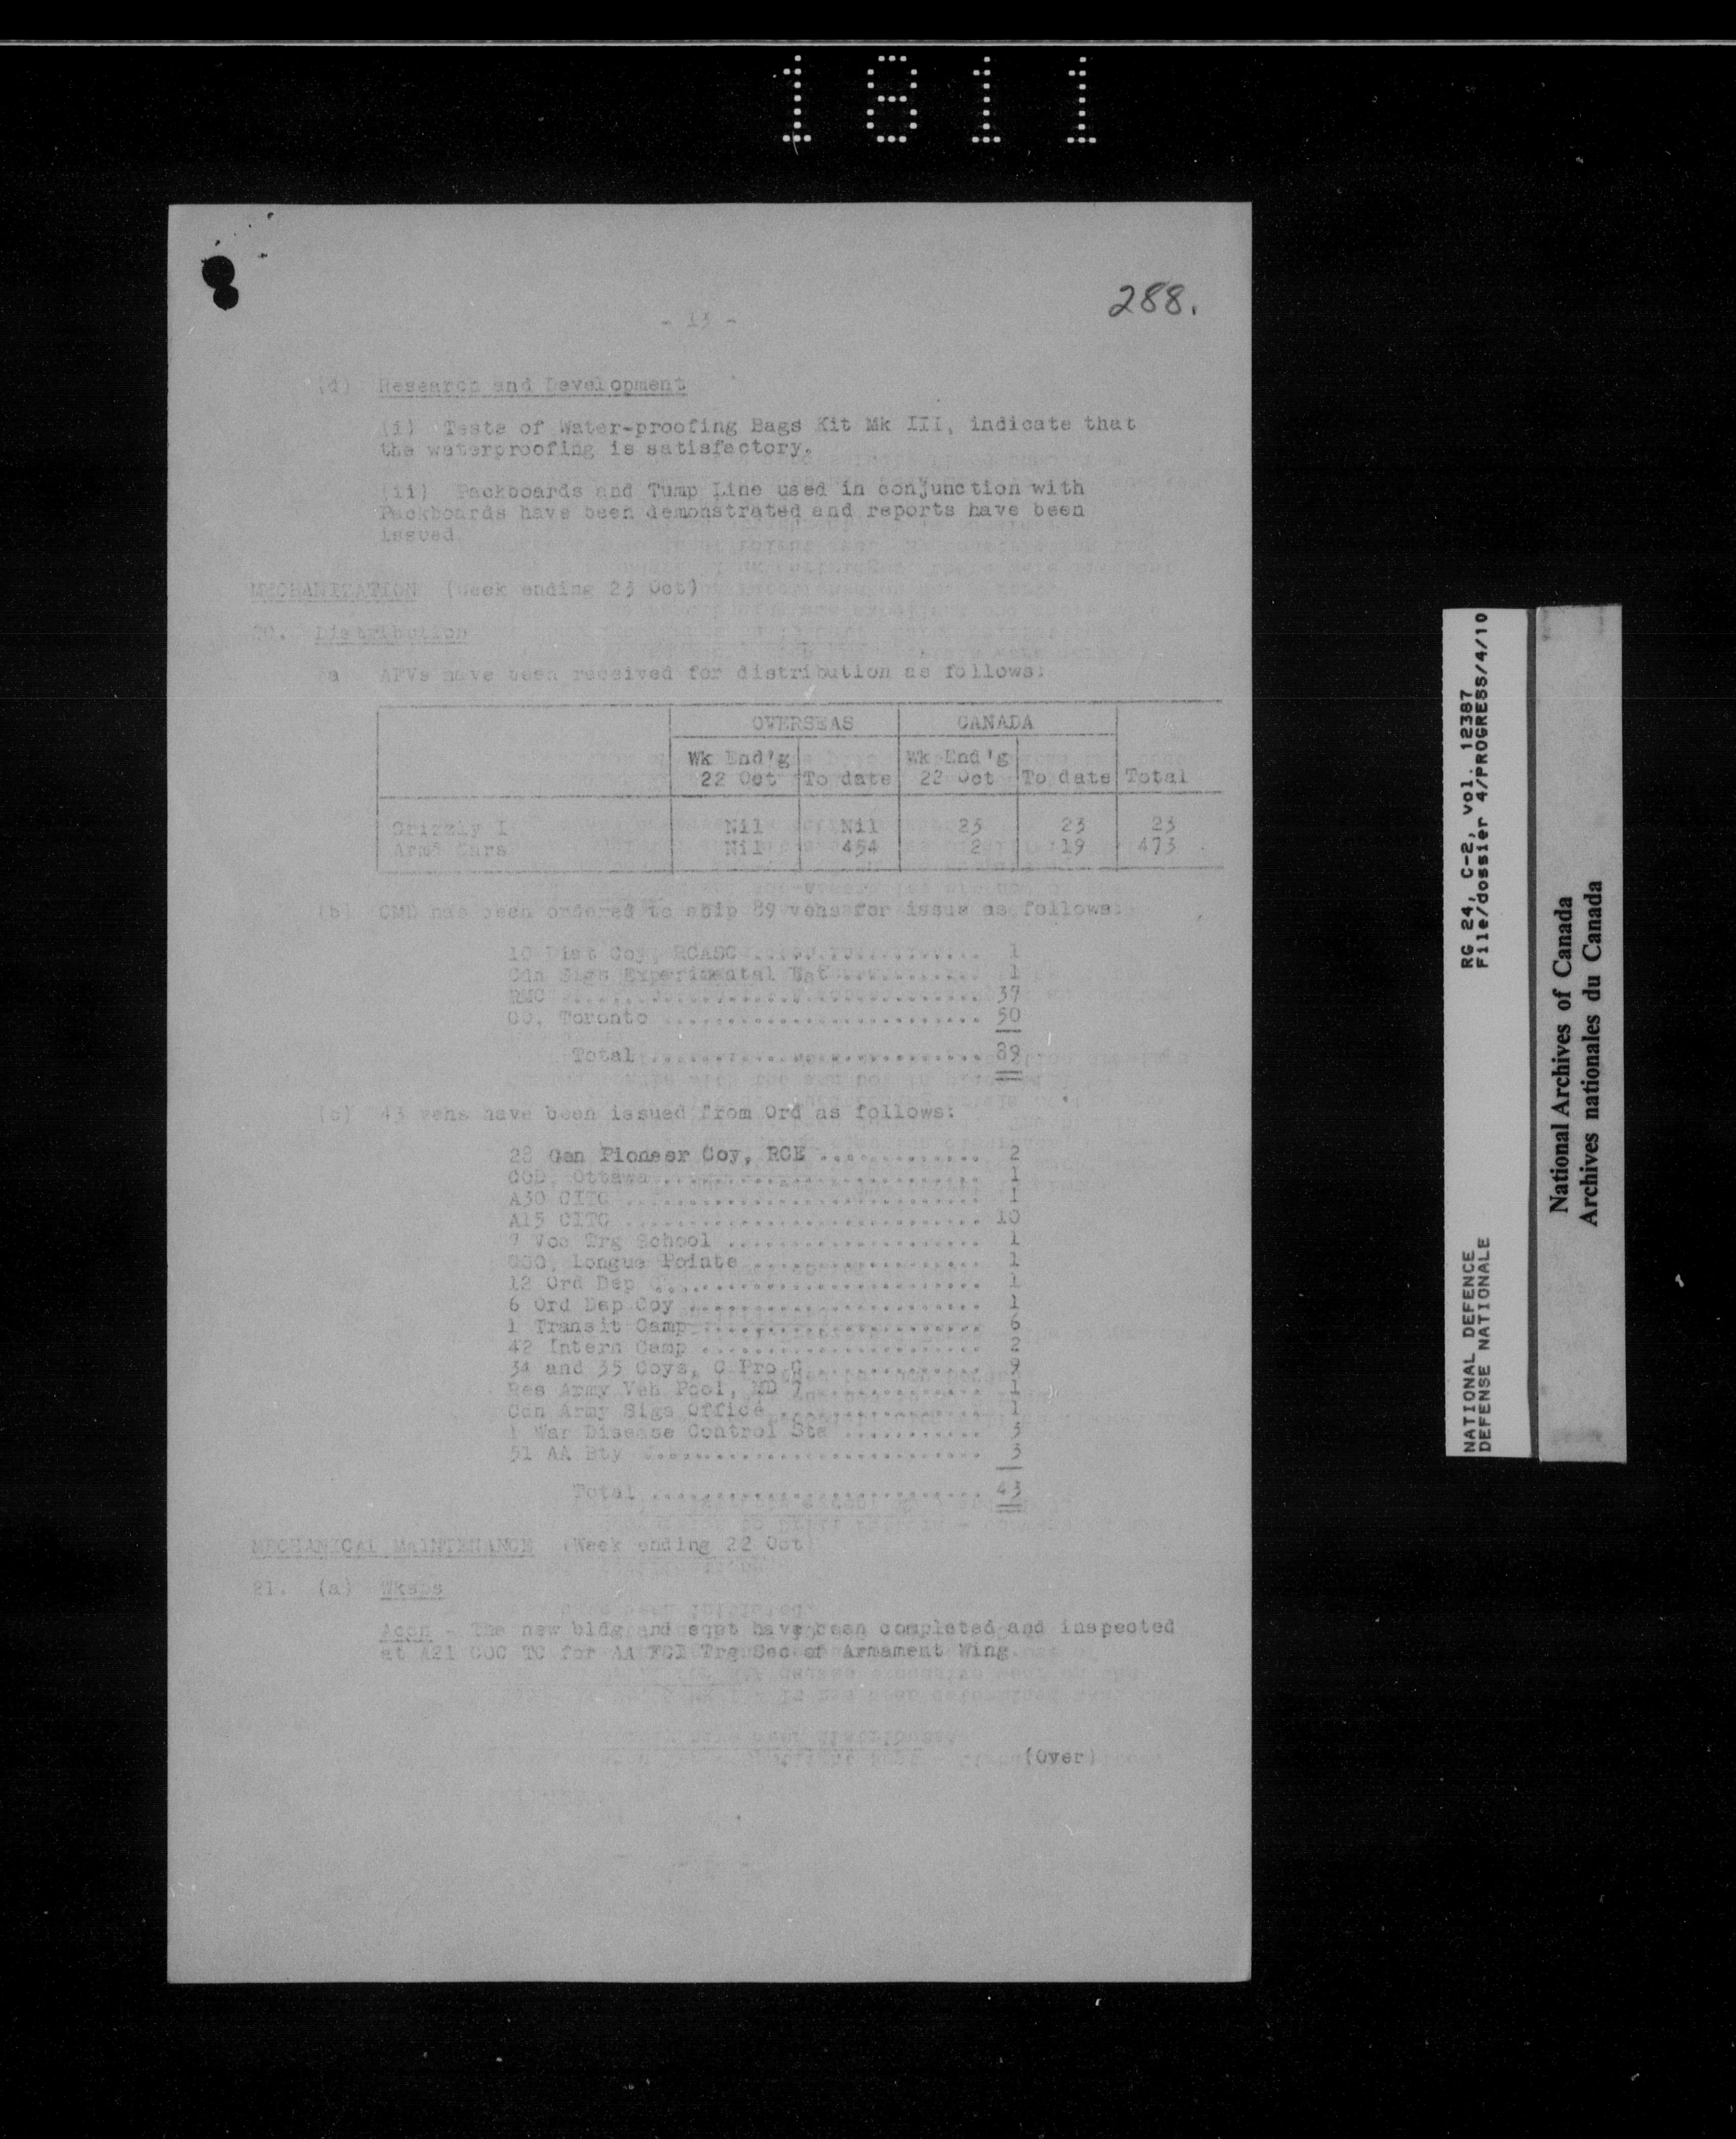 1811
288.
- 13 -
(d) Research and Development
(i) Tests of Water-proofing Bags Kit Mk III, indicate that
the waterproofing is satisfactory.
(ii) Packboards and Tump Line used in conjunction with
Packboards have been demonstrated and reports have been
issued.
MECHANIZATION (Week ending 23 Oct)
20. Distribution
(a) AFVs have been received for distribution as follows:
OVERSEAS CANADA
Wk End'g Wk End'g
22 Oct To date 22 Oct To date Total
Grizzly I Nil Nil 23 23 23
Armd Cars Nil 454 2 19 473
(b) CMD has been ordered to ship 89 vehs for issue as follows:
10 Dist Coy, RCASC .................... 1
Cdn Sigs Experimental Est ............ 1
RMC .................................. 37
CO, Toronto .......................... 50
Total ........................... 89
(c) 43 vehs have been issued from Ord as follows:
28 Gen Pioneer Coy, RCE ............. 2
COD, Ottawa .......................... 1
A30 CITC ............................. 1
A15 CITC ............................. 10
7 Voc Trg School ..................... 1
Longue Pointe ................... 1
12 Ord Dep ........................... 1
6 Ord Dep Coy ........................ 1
1 Transit Camp ....................... 6
42 Intern Camp ....................... 2
34 and 35 Coys, C Pro C .............. 9
Res Army Veh Pool, MD 7 .............. 1
Cdn Army Sigs Office ................. 1
1 War Disease Control Sta ........... 3
51 AA Bty ............................ 3
Total ........................... 43
MECHANICAL MAINTENANCE (Week ending 22 Oct)
21. (a) Wksps
Accn - The new bldg and eqpt have been completed and inspected
at A21 COC TC for AA FCI Trg Sec of Armament Wing.
(Over)
RG 24, C-2, vol. 12387
File/dossier 4/PROGRESS/4/10
NATIONAL DEFENCE
DEFENSE NATIONALE
National Archives of Canada
Archives nationales du Canada